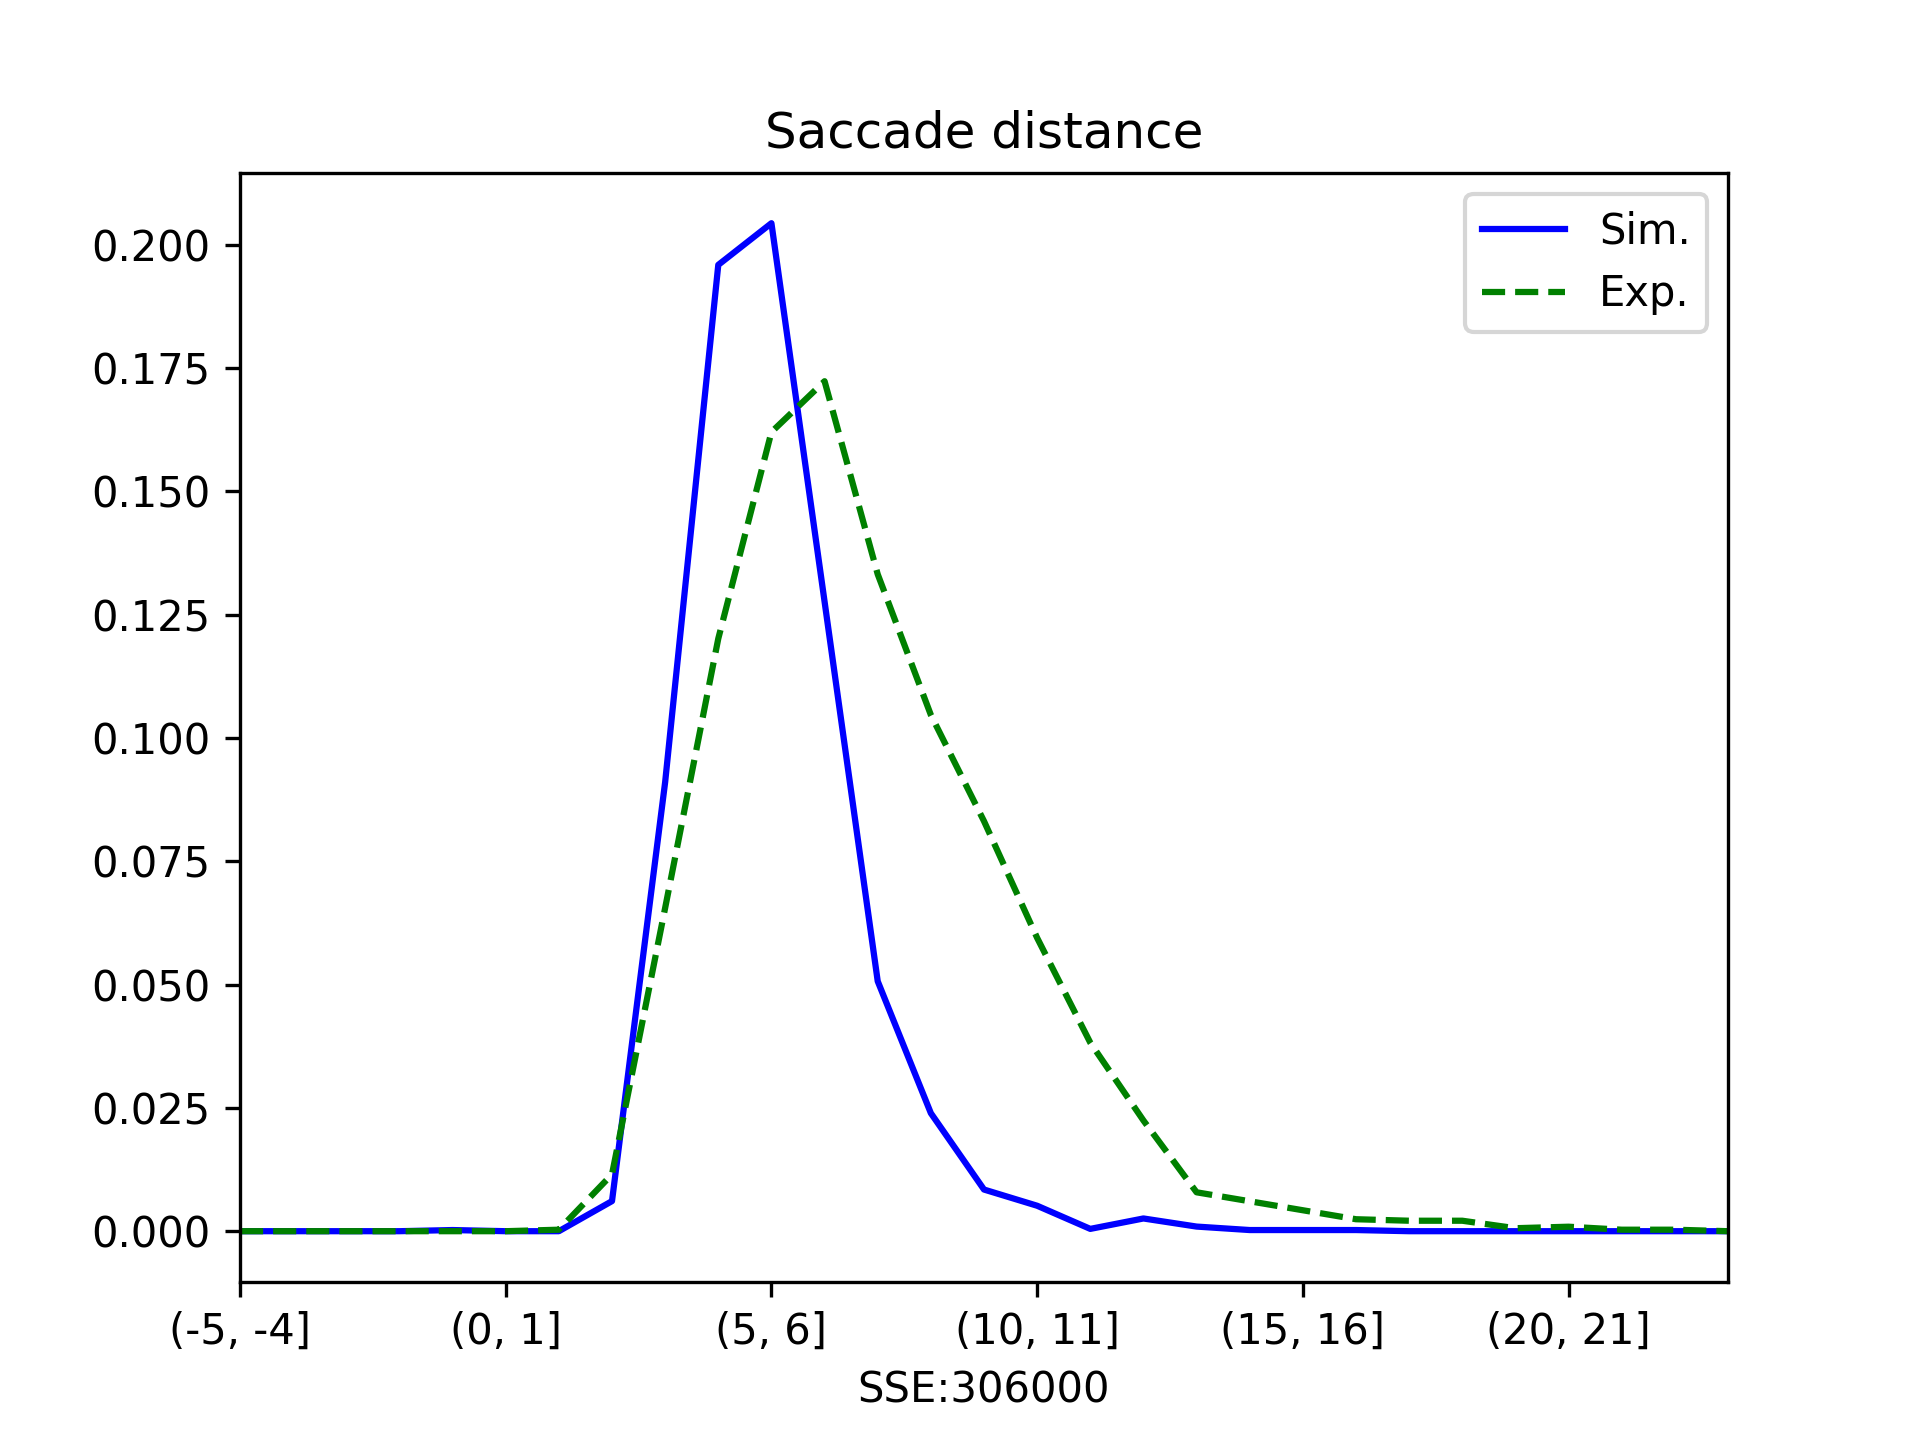 Saccade distance
Sim.
Exp.
0.200
0.175
0.150
0.125
0.100
0.075
0.050
0.025
0.000
(-5, -4] (0, 1] (5, 6] (10, 11] (15, 16] (20, 21]
SSE:306000